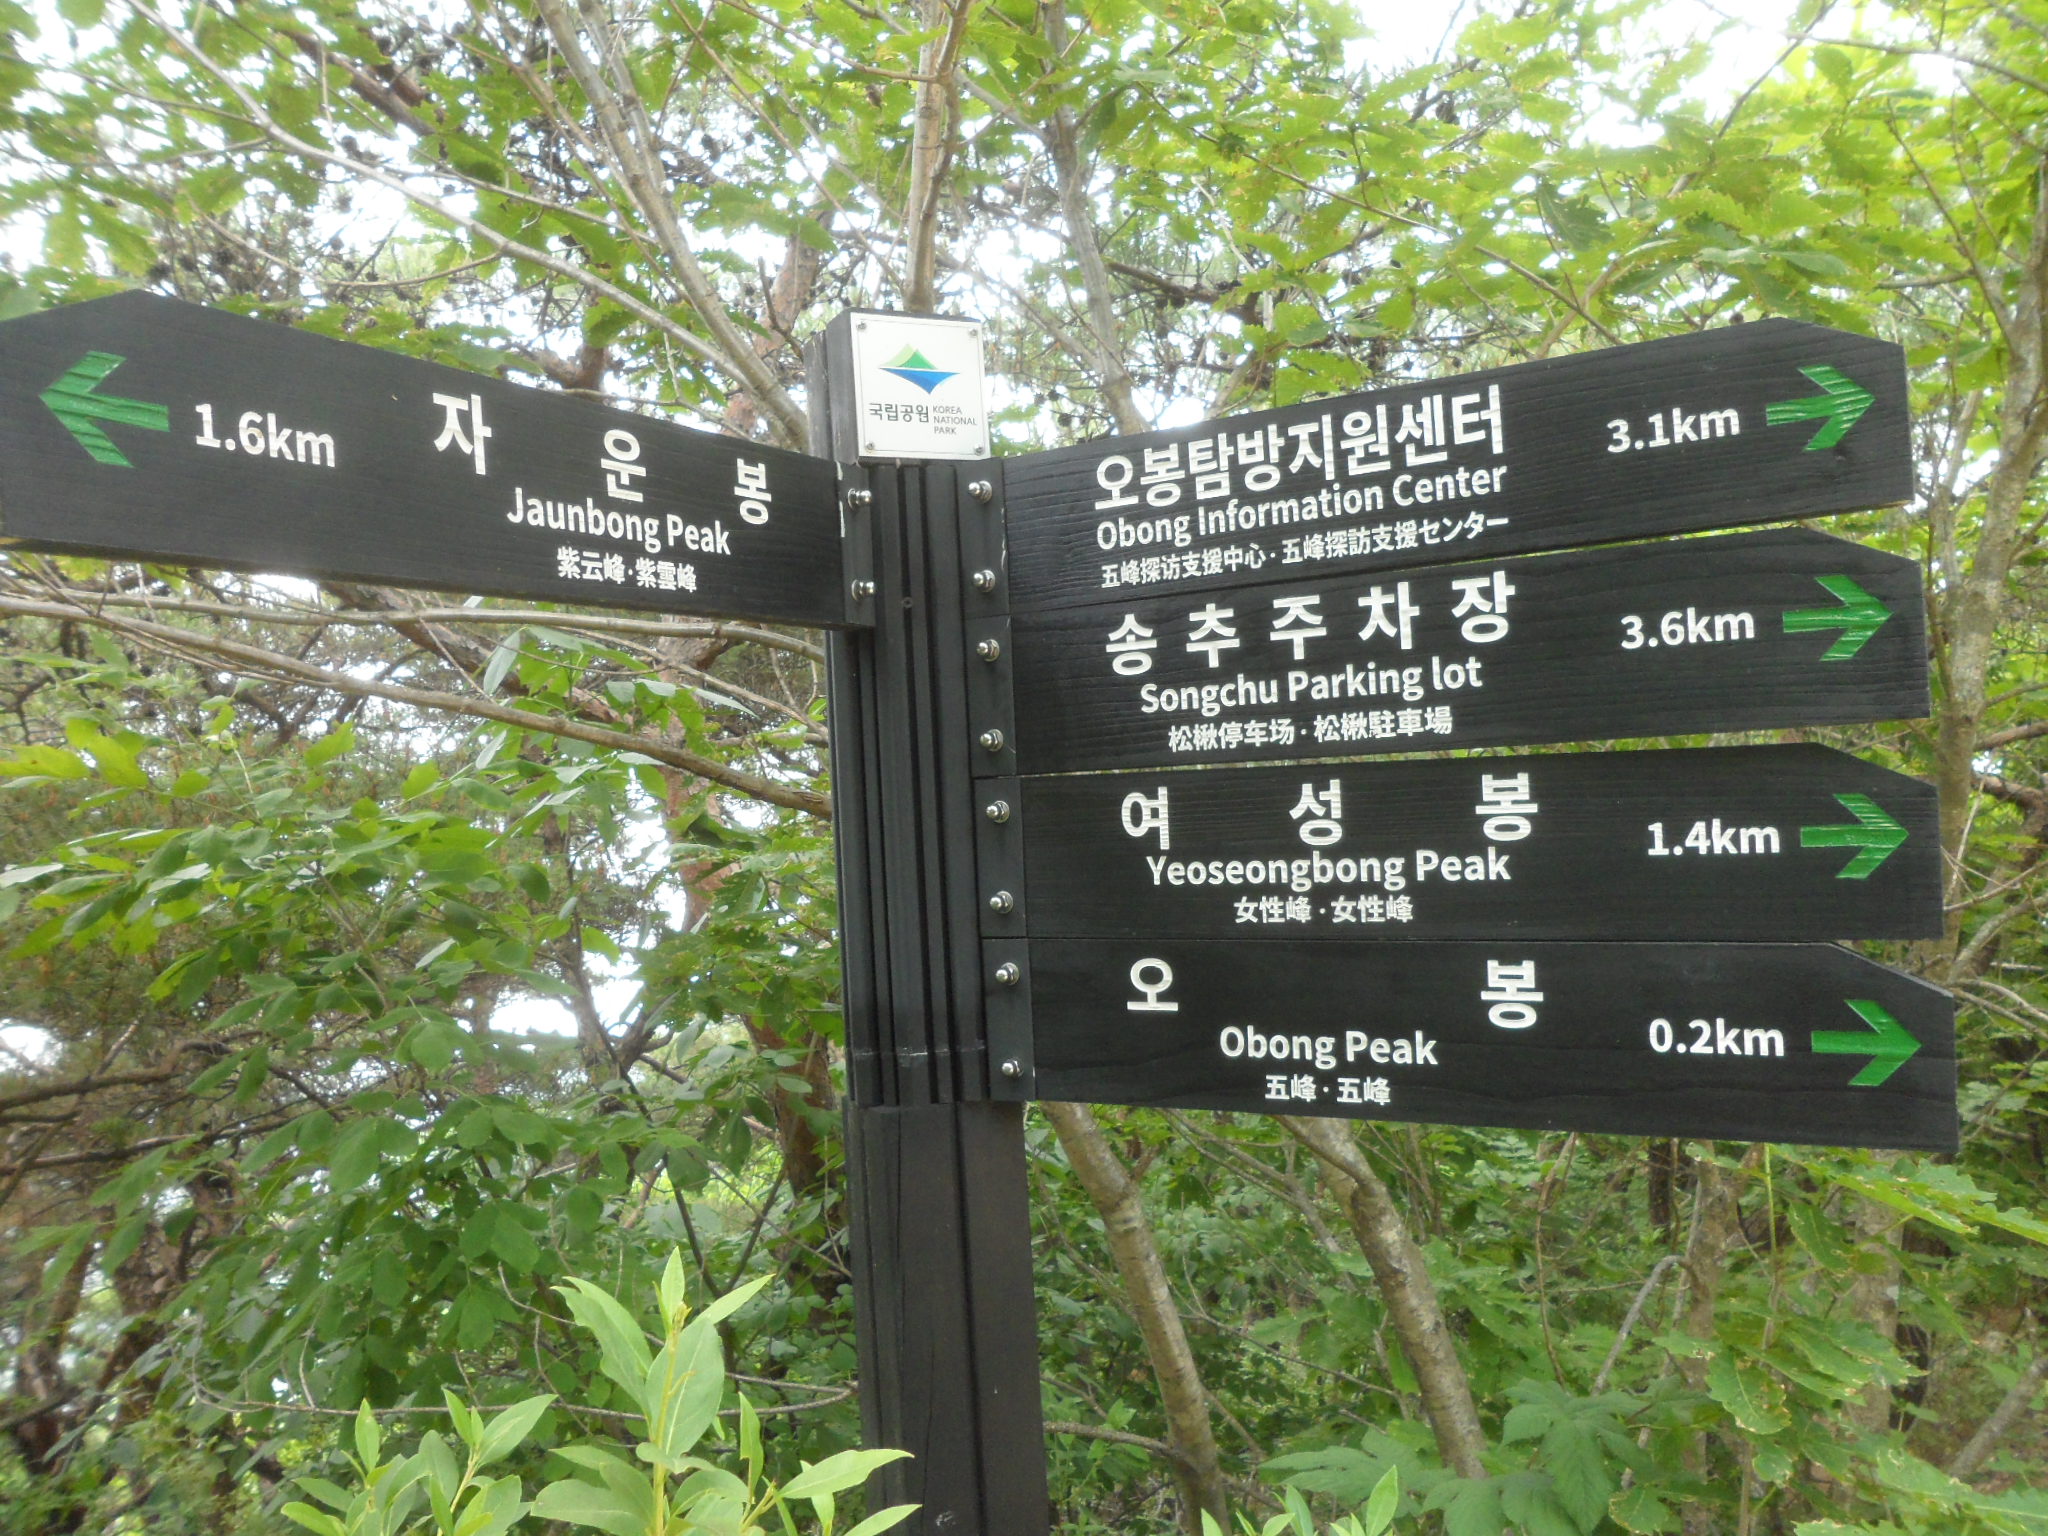 국립공원 KOREA
NATIONAL
PARK
1.6km 자운봉
Jaunbong Peak
紫云峰·紫雲峰
오봉탐방지원센터 3.1km
Obong Information Center
五峰探访支援中心·五峰探訪支援センター
송추주차장 3.6km
Songchu Parking lot
松楸停车场·松楸駐車場
여성봉 1.4km
Yeoseongbong Peak
女性峰·女性峰
오봉 0.2km
Obong Peak
五峰·五峰